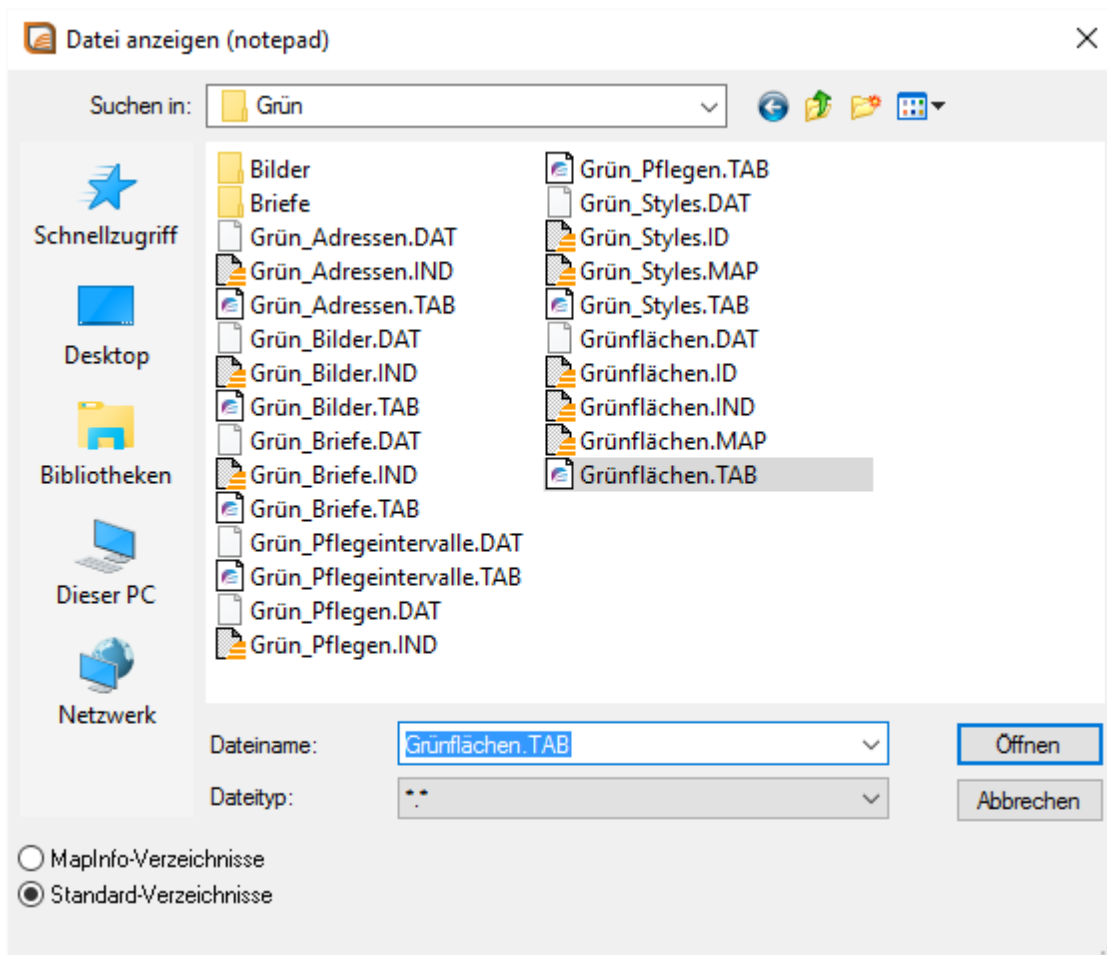 Datei anzeigen (notepad)
Suchen in: Grün
Schnellzugriff
Desktop
Bibliotheken
Dieser PC
Netzwerk
Bilder
Briefe
Grün_Adressen.DAT
Grün_Adressen.IND
Grün_Adressen.TAB
Grün_Bilder.DAT
Grün_Bilder.IND
Grün_Bilder.TAB
Grün_Briefe.DAT
Grün_Briefe.IND
Grün_Briefe.TAB
Grün_Pflegeintervalle.DAT
Grün_Pflegeintervalle.TAB
Grün_Pflegen.DAT
Grün_Pflegen.IND
Grün_Pflegen.TAB
Grün_Styles.DAT
Grün_Styles.ID
Grün_Styles.MAP
Grün_Styles.TAB
Grünflächen.DAT
Grünflächen.ID
Grünflächen.IND
Grünflächen.MAP
Grünflächen.TAB
Dateiname: Grünflächen.TAB Öffnen
Dateityp: *.* Abbrechen
MapInfo-Verzeichnisse
Standard-Verzeichnisse